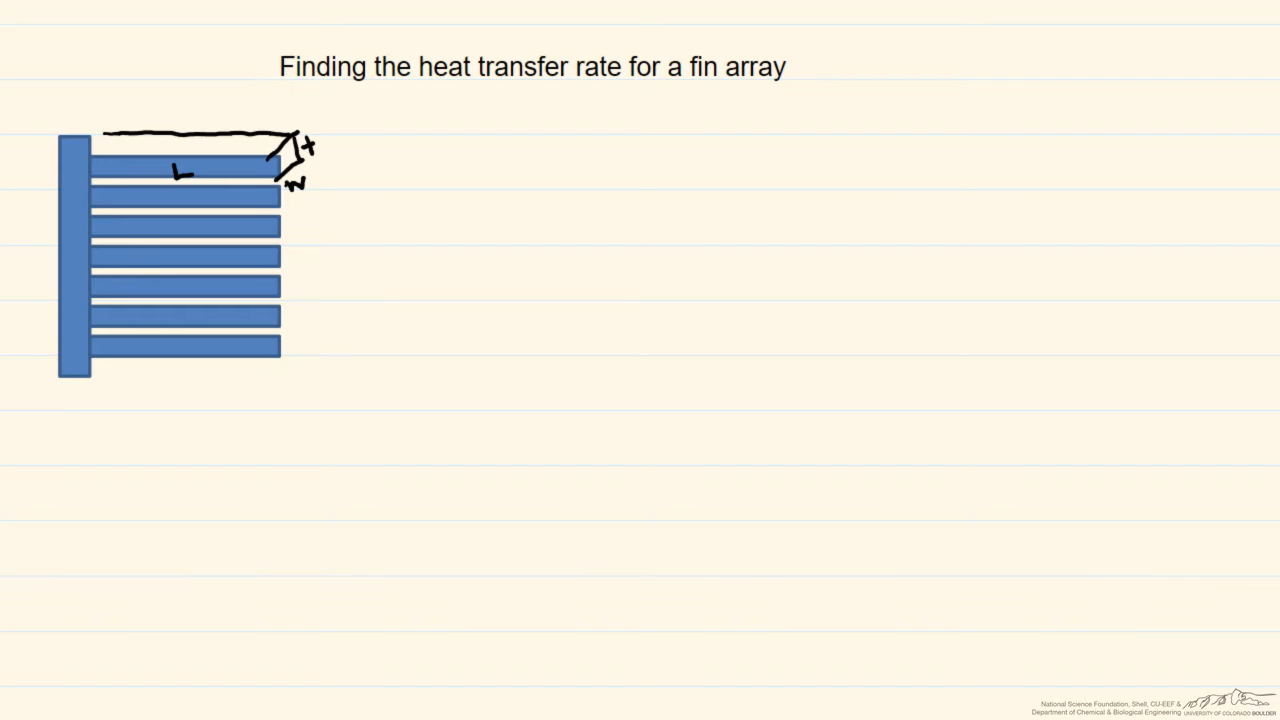 Finding the heat transfer rate for a fin array
t
L
w
National Science Foundation, Shell, CU-EEF &
Department of Chemical & Biological Engineering UNIVERSITY OF COLORADO BOULDER